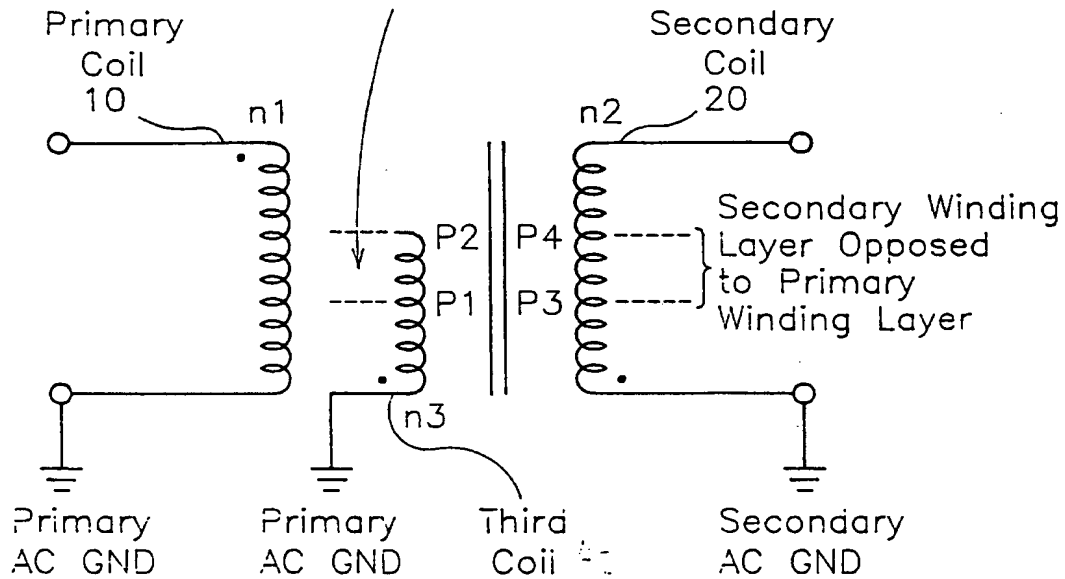 Primary
Coil
10
n1
Secondary
Coil
20
n2
P2
P4
P1
P3
Secondary Winding
Layer Opposed
to Primary
Winding Layer
n3
Primary
AC GND
Primary
AC GND
Third
Coil
Secondary
AC GND